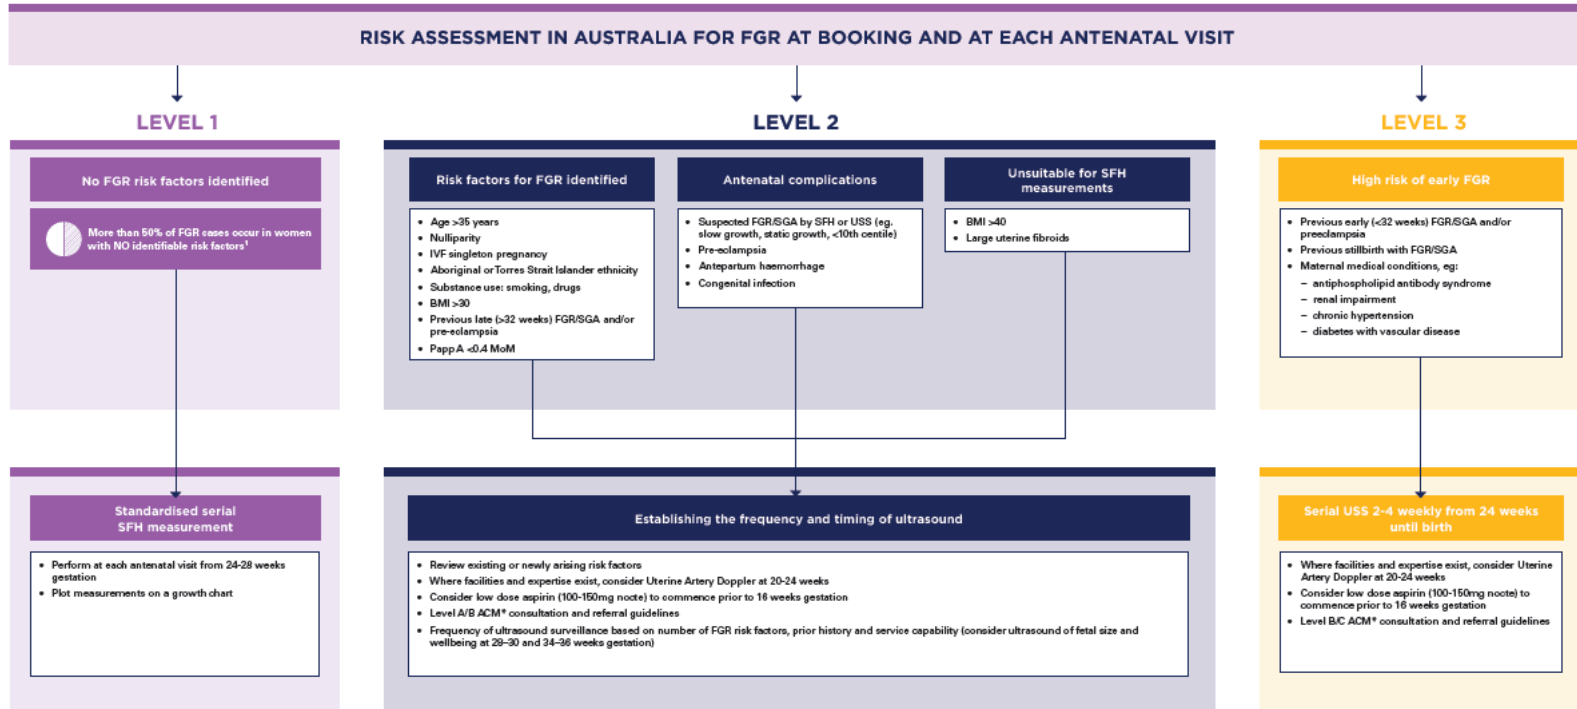 RISK ASSESSMENT IN AUSTRALIA FOR FGR AT BOOKING AND AT EACH ANTENATAL VISIT
LEVEL 1
No FGR risk factors identified
More than 50% of FGR cases occur in women
with NO identifiable risk factors¹
Standardised serial
SFH measurement
• Perform at each antenatal visit from 24-28 weeks
gestation
• Plot measurements on a growth chart
LEVEL 2
Risk factors for FGR identified
• Age >35 years
• Nulliparity
• IVF singleton pregnancy
• Aboriginal or Torres Strait Islander ethnicity
• Substance use: smoking, drugs
• BMI >30
• Previous late (>32 weeks) FGR/SGA and/or
pre-eclampsia
• Papp A <0.4 MoM
Antenatal complications
• Suspected FGR/SGA by SFH or USS (eg.
slow growth, static growth, <10th centile)
• Pre-eclampsia
• Antepartum haemorrhage
• Congenital infection
Unsuitable for SFH
measurements
• BMI >40
• Large uterine fibroids
Establishing the frequency and timing of ultrasound
• Review existing or newly arising risk factors
• Where facilities and expertise exist, consider Uterine Artery Doppler at 20-24 weeks
• Consider low dose aspirin (100-150mg nocte) to commence prior to 16 weeks gestation
• Level A/B ACM* consultation and referral guidelines
• Frequency of ultrasound surveillance based on number of FGR risk factors, prior history and service capability (consider ultrasound of fetal size and
wellbeing at 28–30 and 34–36 weeks gestation)
LEVEL 3
High risk of early FGR
• Previous early (<32 weeks) FGR/SGA and/or
preeclampsia
• Previous stillbirth with FGR/SGA
• Maternal medical conditions, eg:
– antiphospholipid antibody syndrome
– renal impairment
– chronic hypertension
– diabetes with vascular disease
Serial USS 2-4 weekly from 24 weeks
until birth
• Where facilities and expertise exist, consider Uterine
Artery Doppler at 20-24 weeks
• Consider low dose aspirin (100-150mg nocte) to
commence prior to 16 weeks gestation
• Level B/C ACM* consultation and referral guidelines